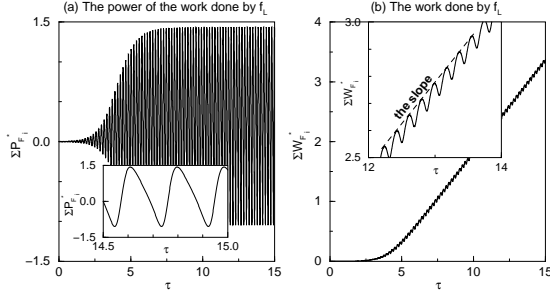 (a) The power of the work done by f_L
ΣP*_{F_i}
1.5
0.0
−1.5
0 5 10 15
τ
ΣP*_{F_i}
1.5
−1.5
14.5 15.0
τ
(b) The work done by f_L
ΣW*_{F_i}
4
3
2
1
0
0 5 10 15
τ
ΣW*_{F_i}
3.0
2.5
12 14
τ
the slope